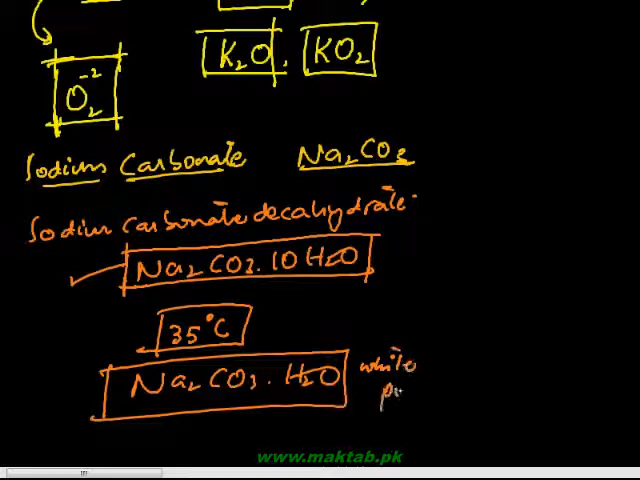 K₂O, KO₂
O₂⁻²
Sodium Carbonate Na₂CO₃
Sodium Carbonate decahydrate
Na₂CO₃.10H₂O
35°C
Na₂CO₃.H₂O white
www.maktab.pk